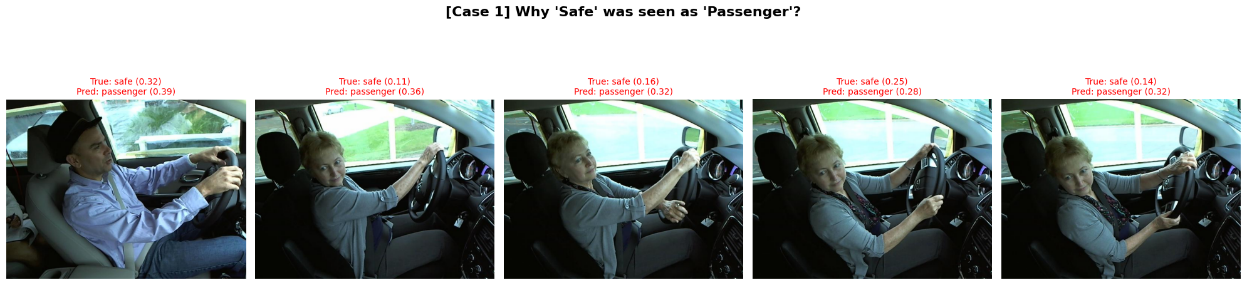 [Case 1] Why 'Safe' was seen as 'Passenger'?
True: safe (0.32)
Pred: passenger (0.39)
True: safe (0.11)
Pred: passenger (0.36)
True: safe (0.16)
Pred: passenger (0.32)
True: safe (0.25)
Pred: passenger (0.28)
True: safe (0.14)
Pred: passenger (0.32)